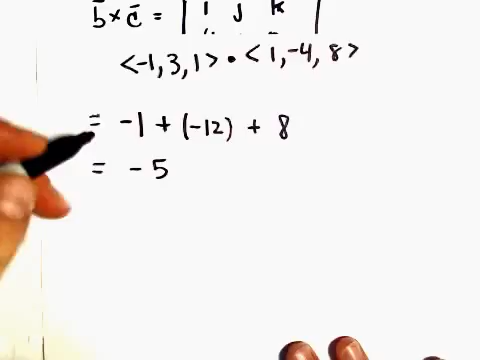 b̄ × c̄ = | i j k |
<-1, 3, 1> • <1, -4, 8>
= -1 + (-12) + 8
= -5